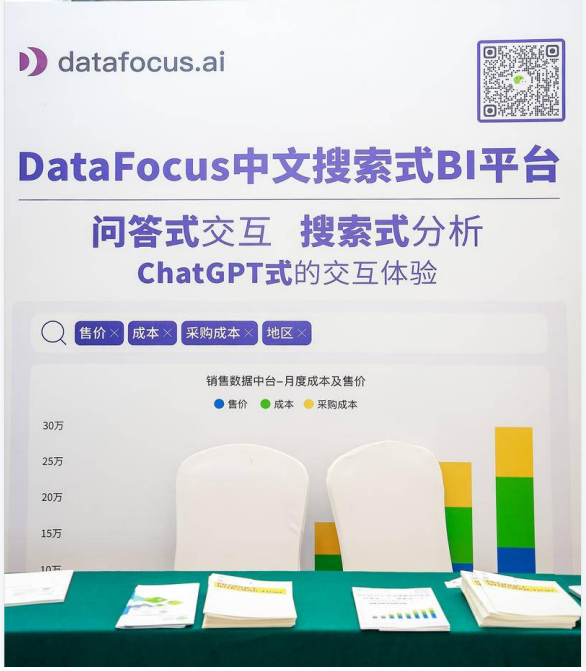 datafocus.ai
DataFocus中文搜索式BI平台
问答式交互 搜索式分析
ChatGPT式的交互体验
售价× 成本× 采购成本× 地区×
销售数据中台–月度成本及售价
售价 成本 采购成本
30万
25万
20万
15万
10万